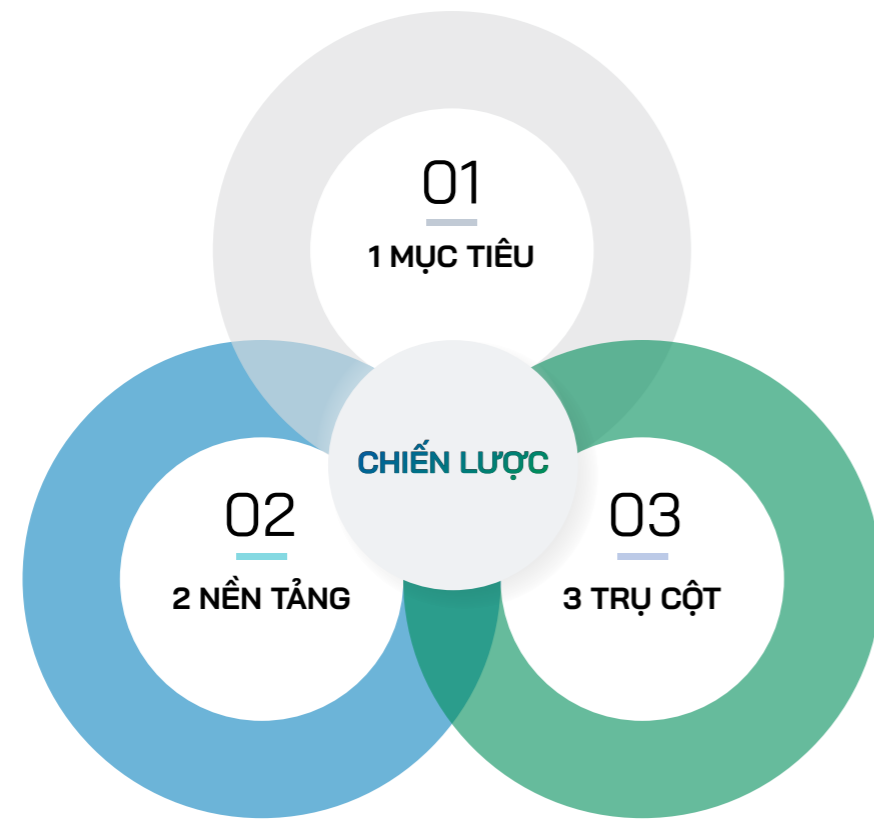 01
1 MỤC TIÊU
CHIẾN LƯỢC
02
2 NỀN TẢNG
03
3 TRỤ CỘT